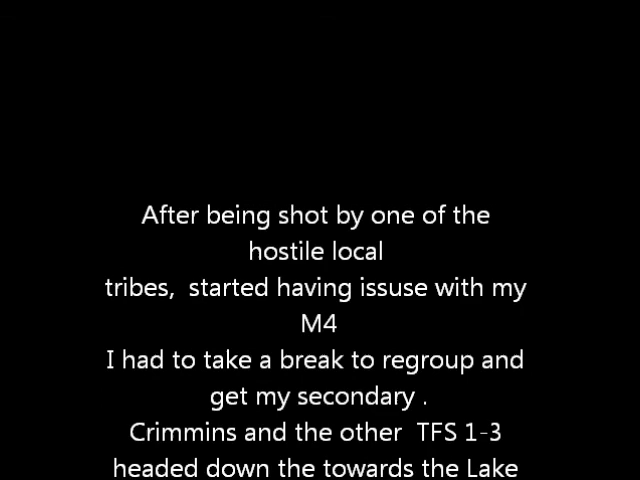 After being shot by one of the
hostile local
tribes,  started having issuse with my
M4
I had to take a break to regroup and
get my secondary .
Crimmins and the other  TFS 1-3
headed down the towards the Lake